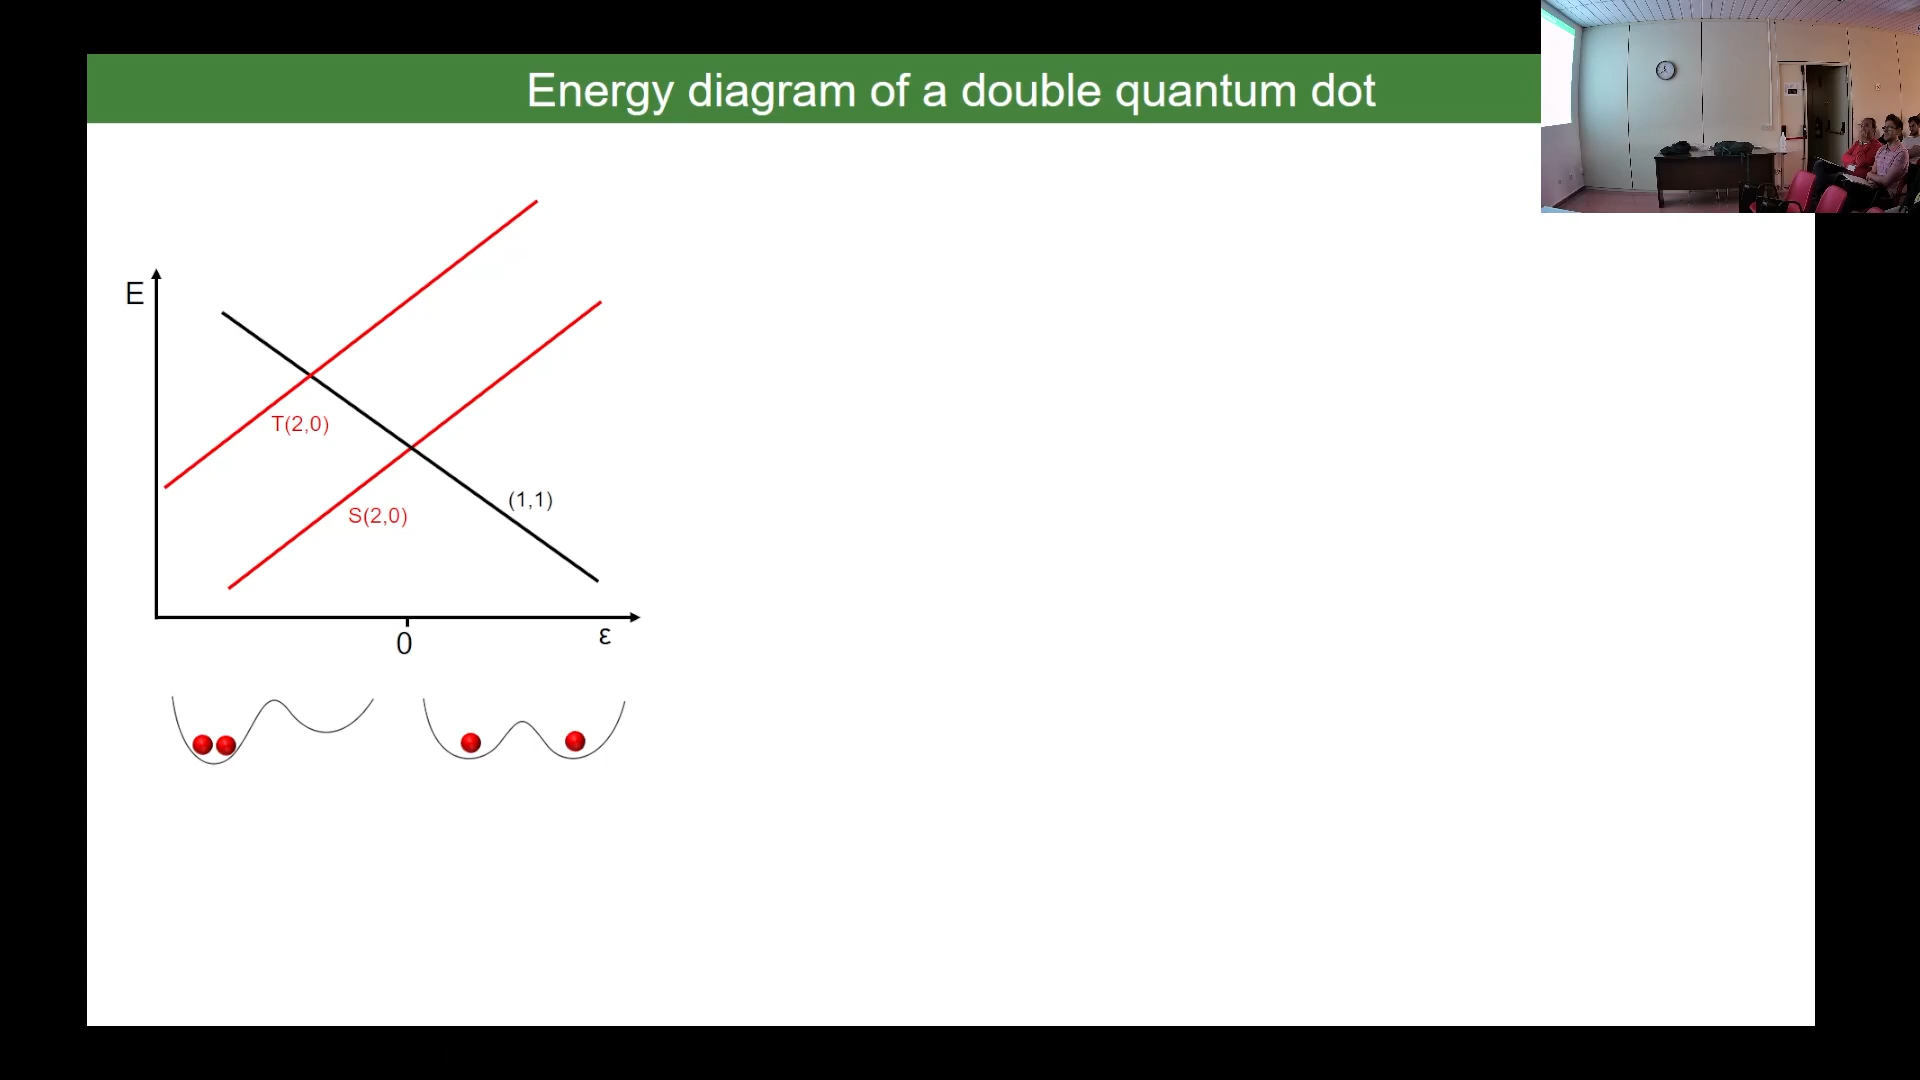 Energy diagram of a double quantum dot
E
T(2,0)
(1,1)
S(2,0)
0
ε